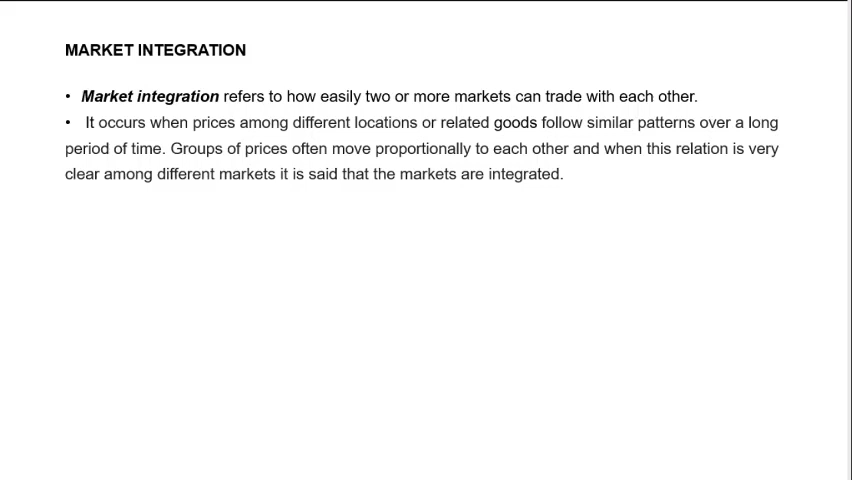 MARKET INTEGRATION
• Market integration refers to how easily two or more markets can trade with each other.
• It occurs when prices among different locations or related goods follow similar patterns over a long
period of time. Groups of prices often move proportionally to each other and when this relation is very
clear among different markets it is said that the markets are integrated.